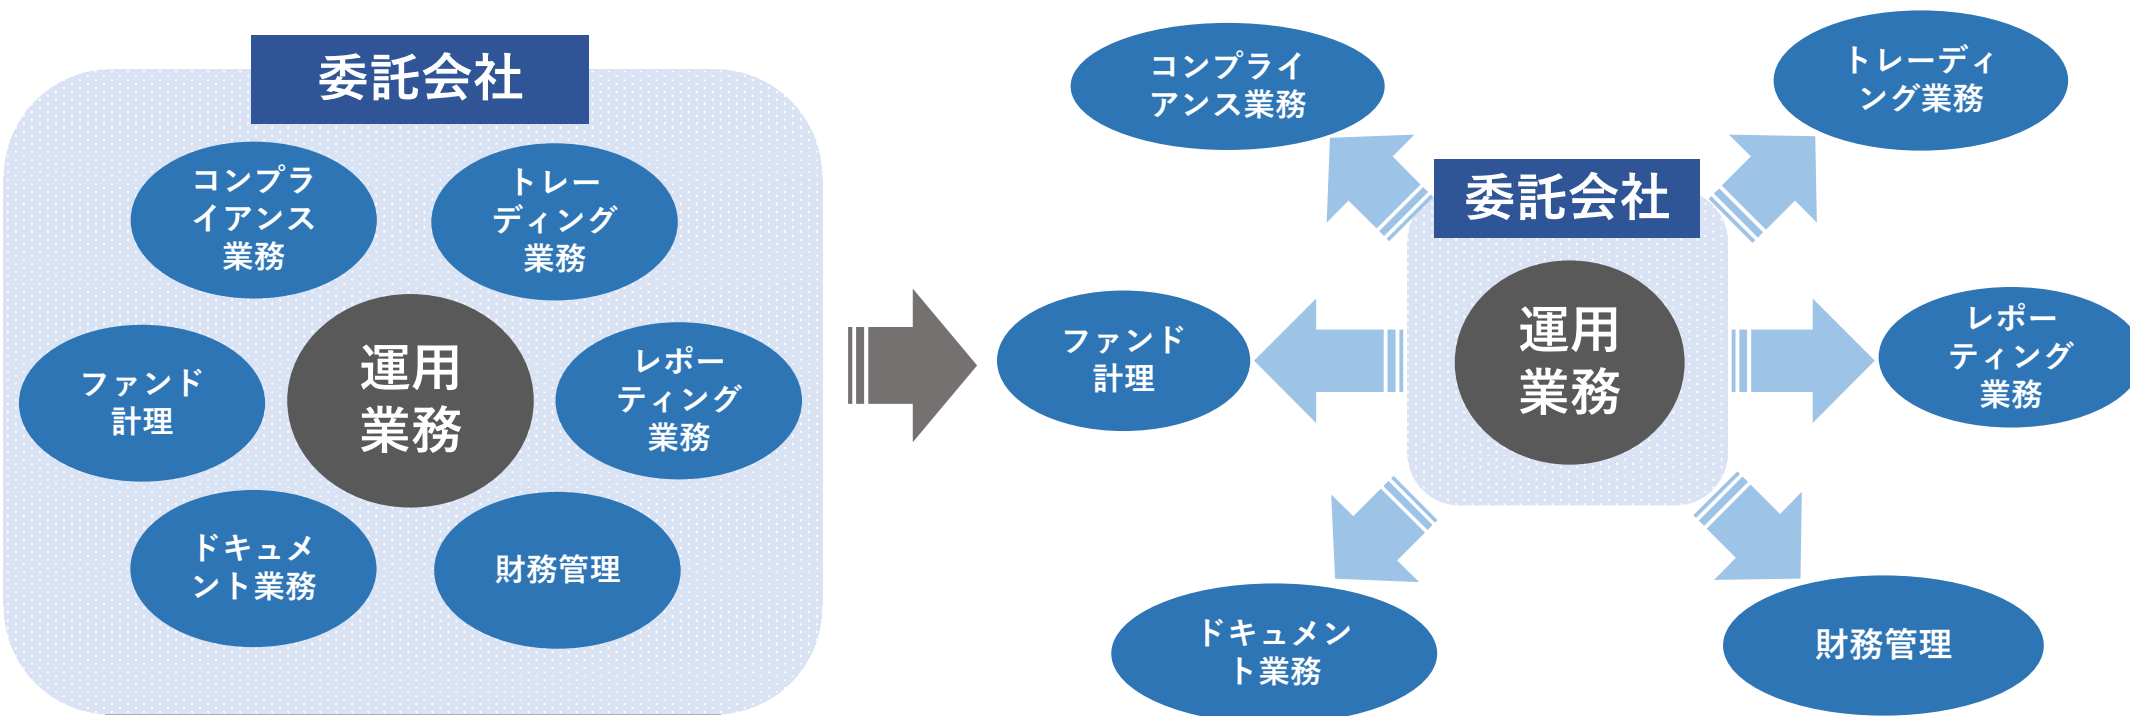 委託会社
コンプラ
イアンス
業務
トレー
ディング
業務
ファンド
計理
運用
業務
レポー
ティング
業務
ドキュメ
ント業務
財務管理
コンプライ
アンス業務
トレーディ
ング業務
委託会社
ファンド
計理
運用
業務
レポー
ティング
業務
ドキュメン
ト業務
財務管理